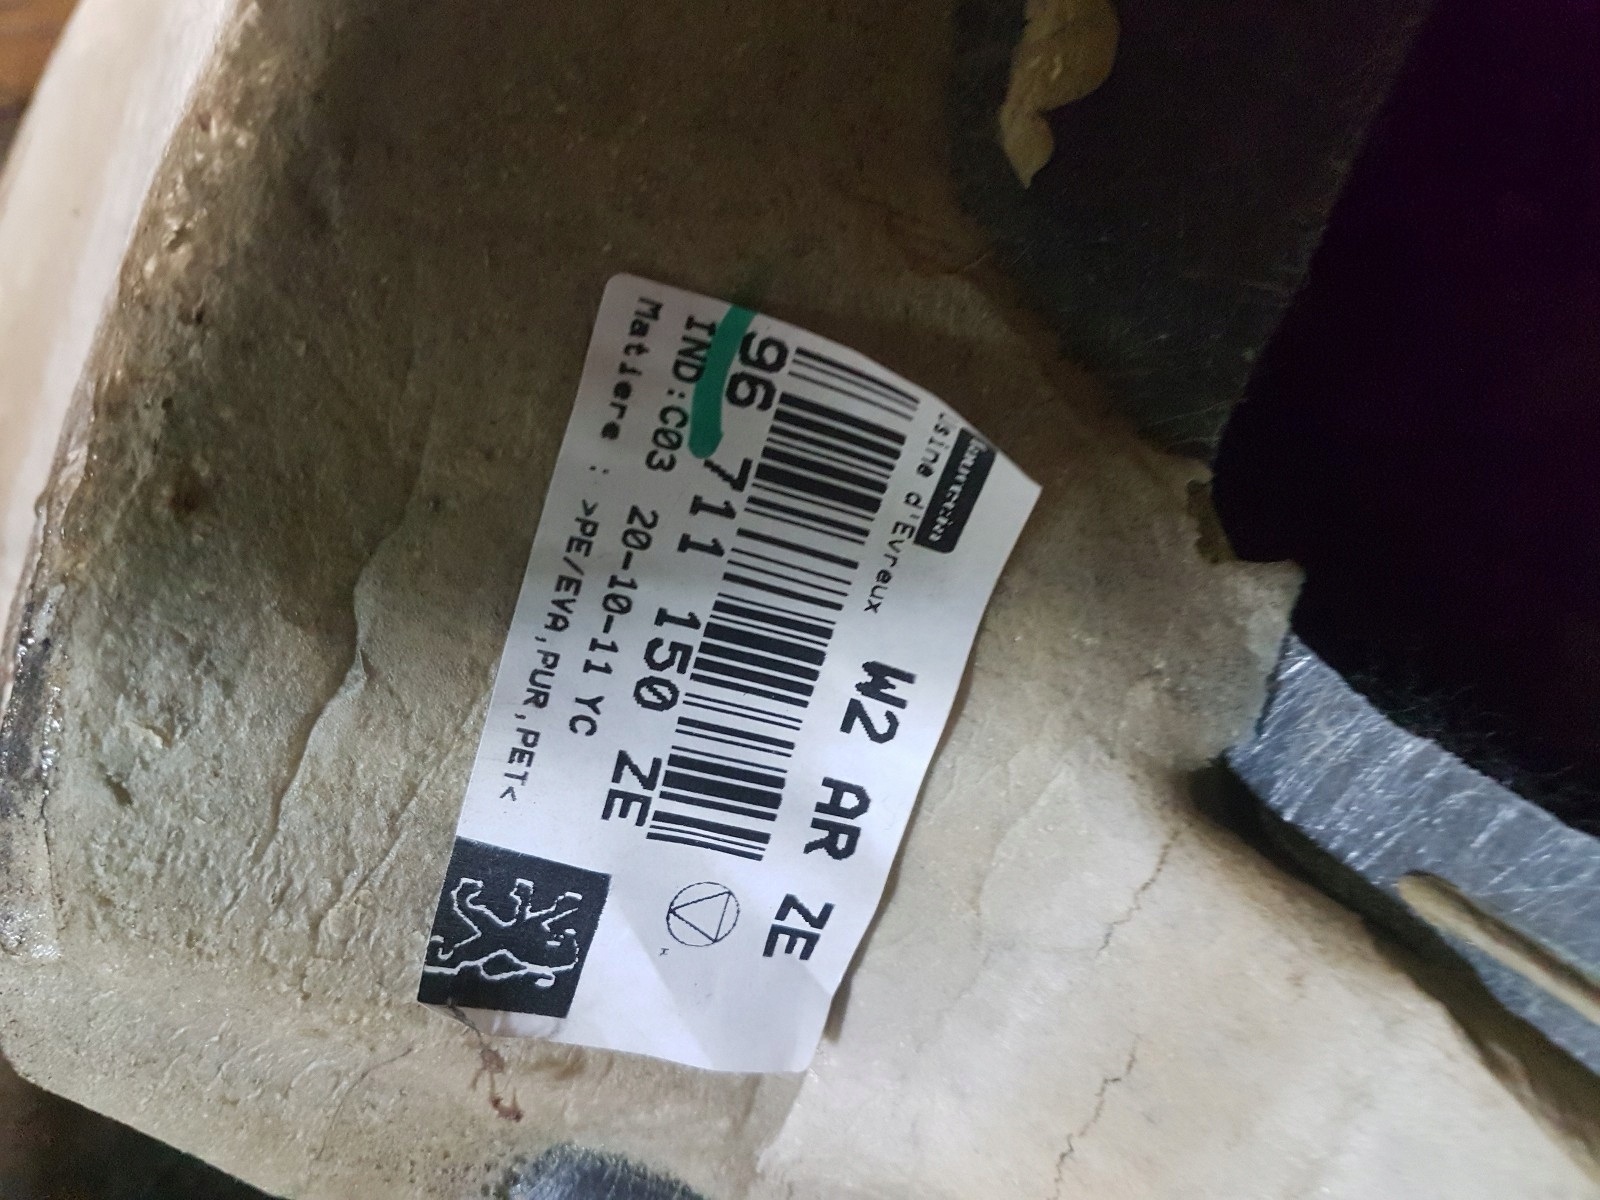 Usine d'Evreux
W2 AR ZE
96 711 150 ZE
IND:C03 20-10-11 YC
Matiere : >PE/EVA,PUR,PET<